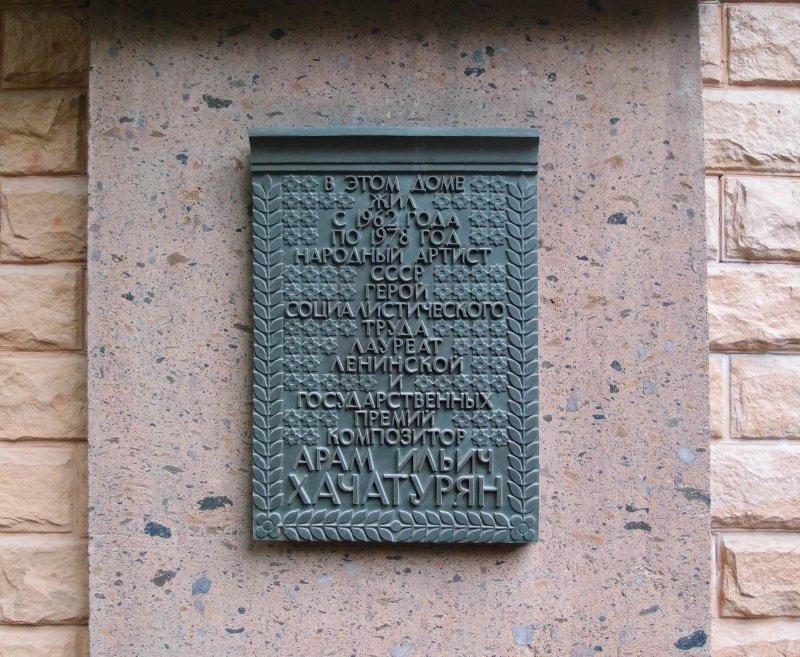 В ЭТОМ ДОМЕ
ЖИЛ
С 1962 ГОДА
ПО 1978 ГОД
НАРОДНЫЙ АРТИСТ
СССР
ГЕРОЙ
СОЦИАЛИСТИЧЕСКОГО
ТРУДА
ЛАУРЕАТ
ЛЕНИНСКОЙ
И
ГОСУДАРСТВЕННЫХ
ПРЕМИЙ
КОМПОЗИТОР
АРАМ ИЛЬИЧ
ХАЧАТУРЯН